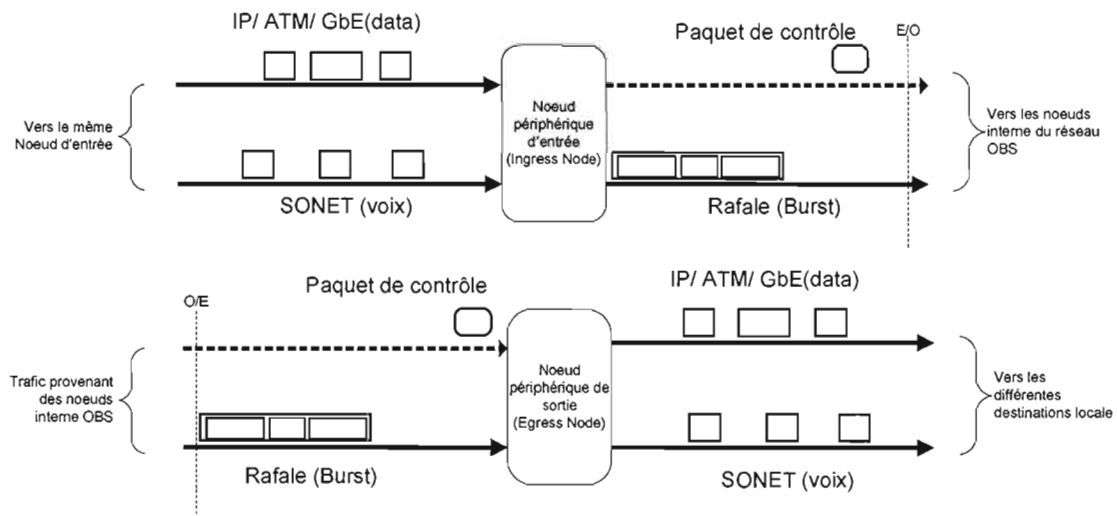 IP/ ATM/ GbE(data)
Paquet de contrôle
E/O
Vers le même
Noeud d'entrée
Noeud
périphérique
d'entrée
(Ingress Node)
Vers les noeuds
interne du réseau
OBS
SONET (voix)
Rafale (Burst)
O/E
Paquet de contrôle
IP/ ATM/ GbE(data)
Trafic provenant
des noeuds
interne OBS
Noeud
périphérique de
sortie
(Egress Node)
Vers les
différentes
destinations locale
Rafale (Burst)
SONET (voix)